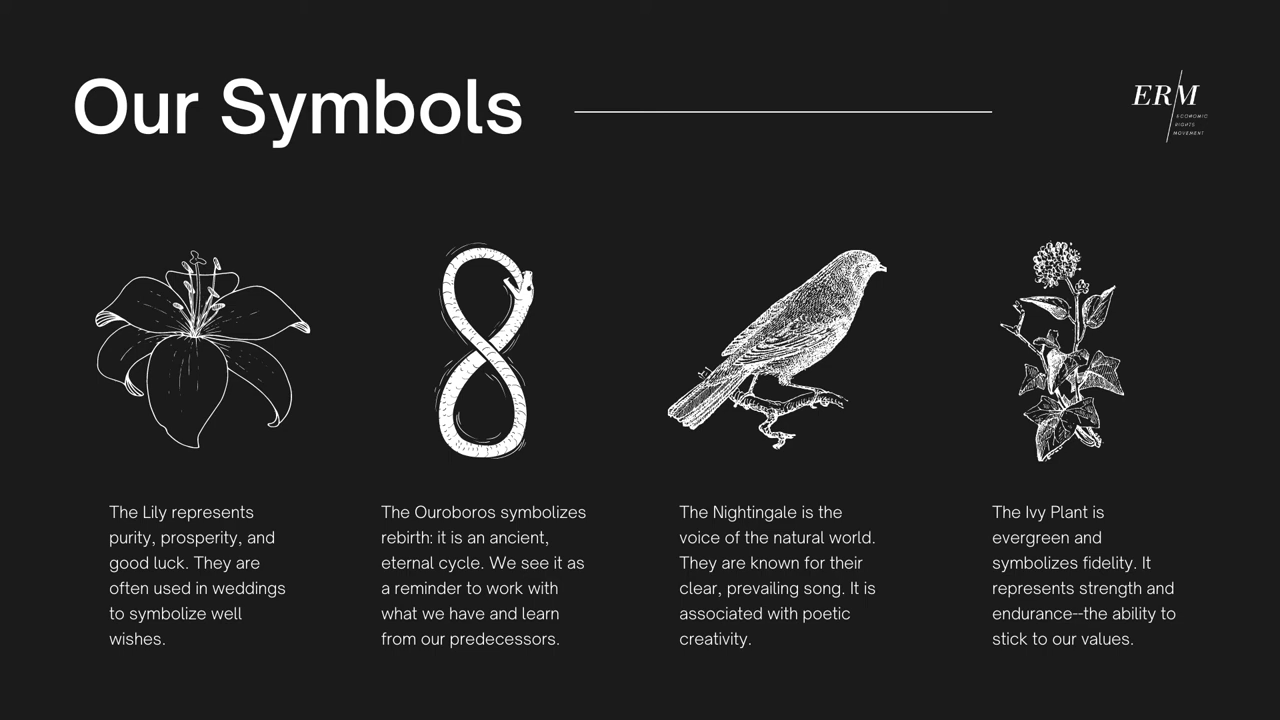 Our Symbols
ERM
ECONOMIC
RIGHTS
MOVEMENT
The Lily represents
purity, prosperity, and
good luck. They are
often used in weddings
to symbolize well
wishes.
The Ouroboros symbolizes
rebirth: it is an ancient,
eternal cycle. We see it as
a reminder to work with
what we have and learn
from our predecessors.
The Nightingale is the
voice of the natural world.
They are known for their
clear, prevailing song. It is
associated with poetic
creativity.
The Ivy Plant is
evergreen and
symbolizes fidelity. It
represents strength and
endurance--the ability to
stick to our values.